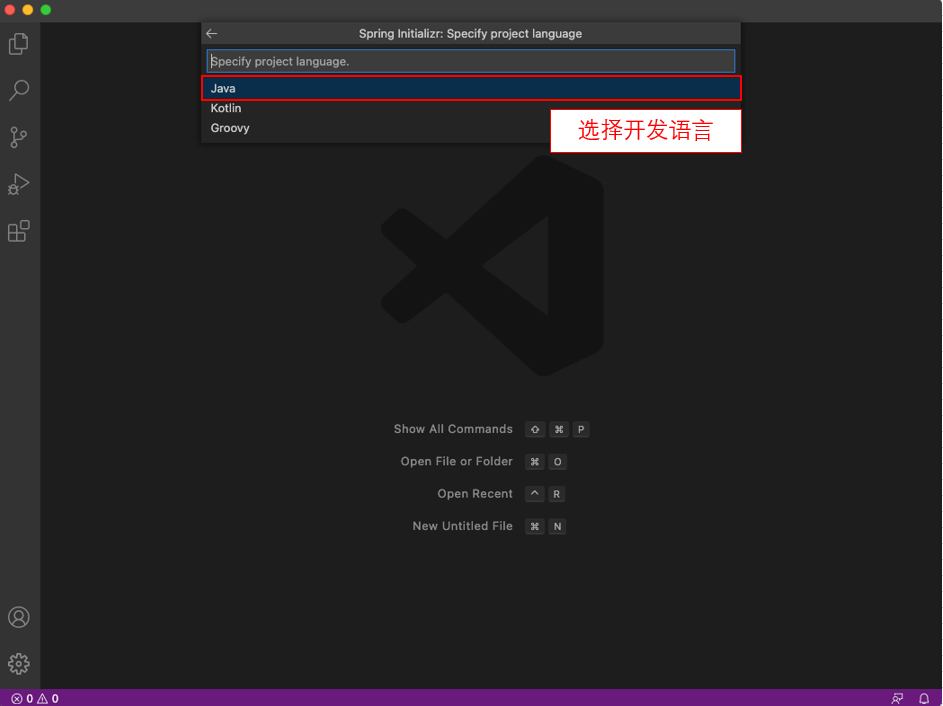 Spring Initializr: Specify project language
Specify project language.
Java
Kotlin
Groovy
选择开发语言
Show All Commands ⇧ ⌘ P
Open File or Folder ⌘ O
Open Recent ^ R
New Untitled File ⌘ N
0 0